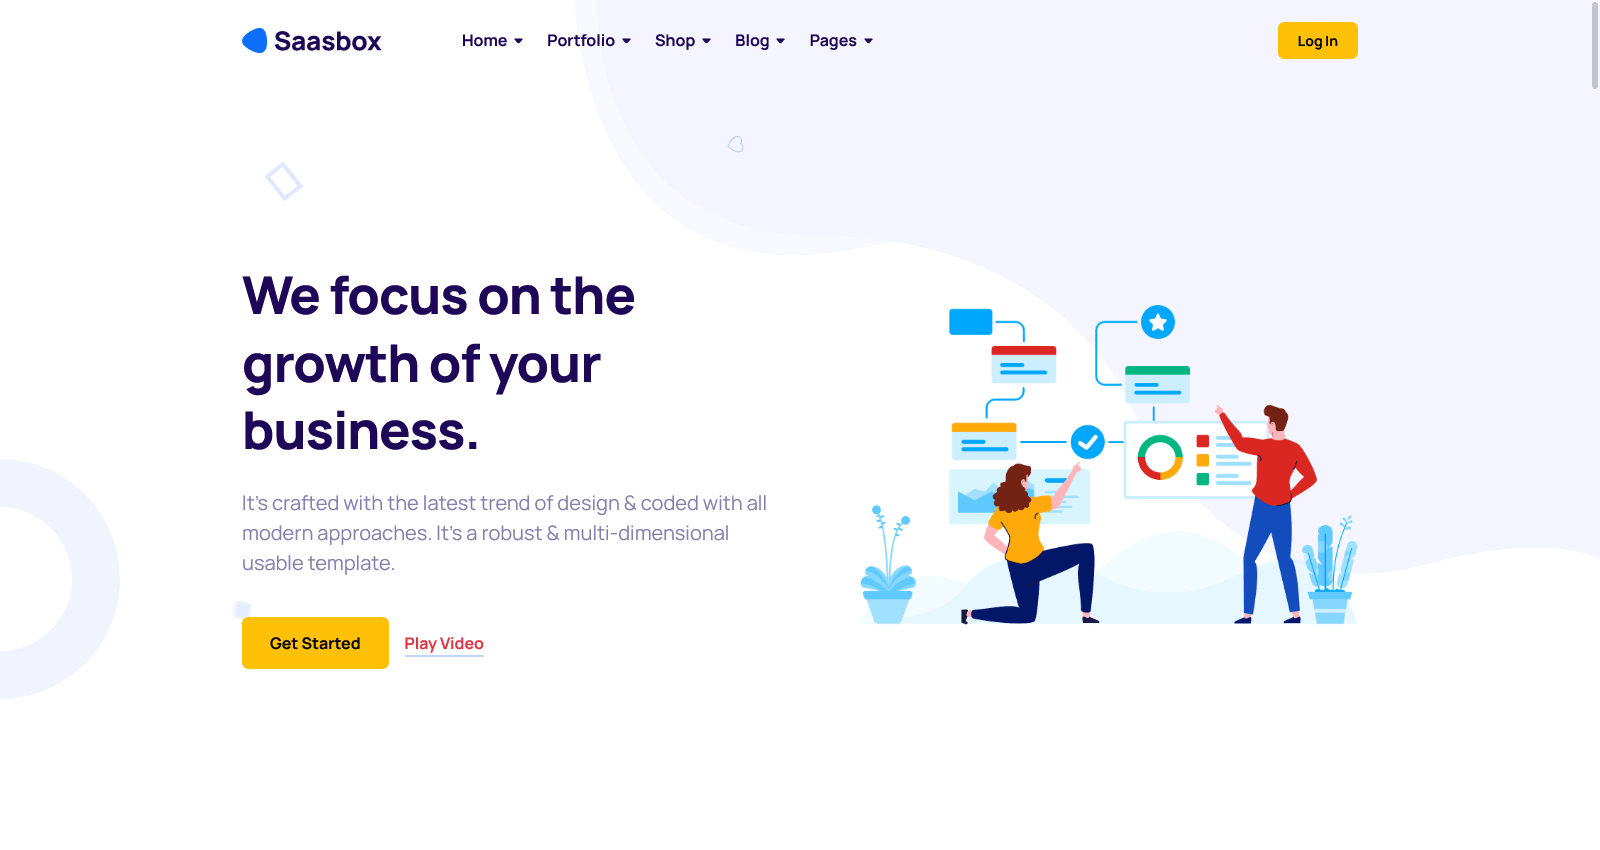 Saasbox
Home
Portfolio
Shop
Blog
Pages
Log In
We focus on the
growth of your
business.
It's crafted with the latest trend of design & coded with all
modern approaches. It's a robust & multi-dimensional
usable template.
Get Started
Play Video